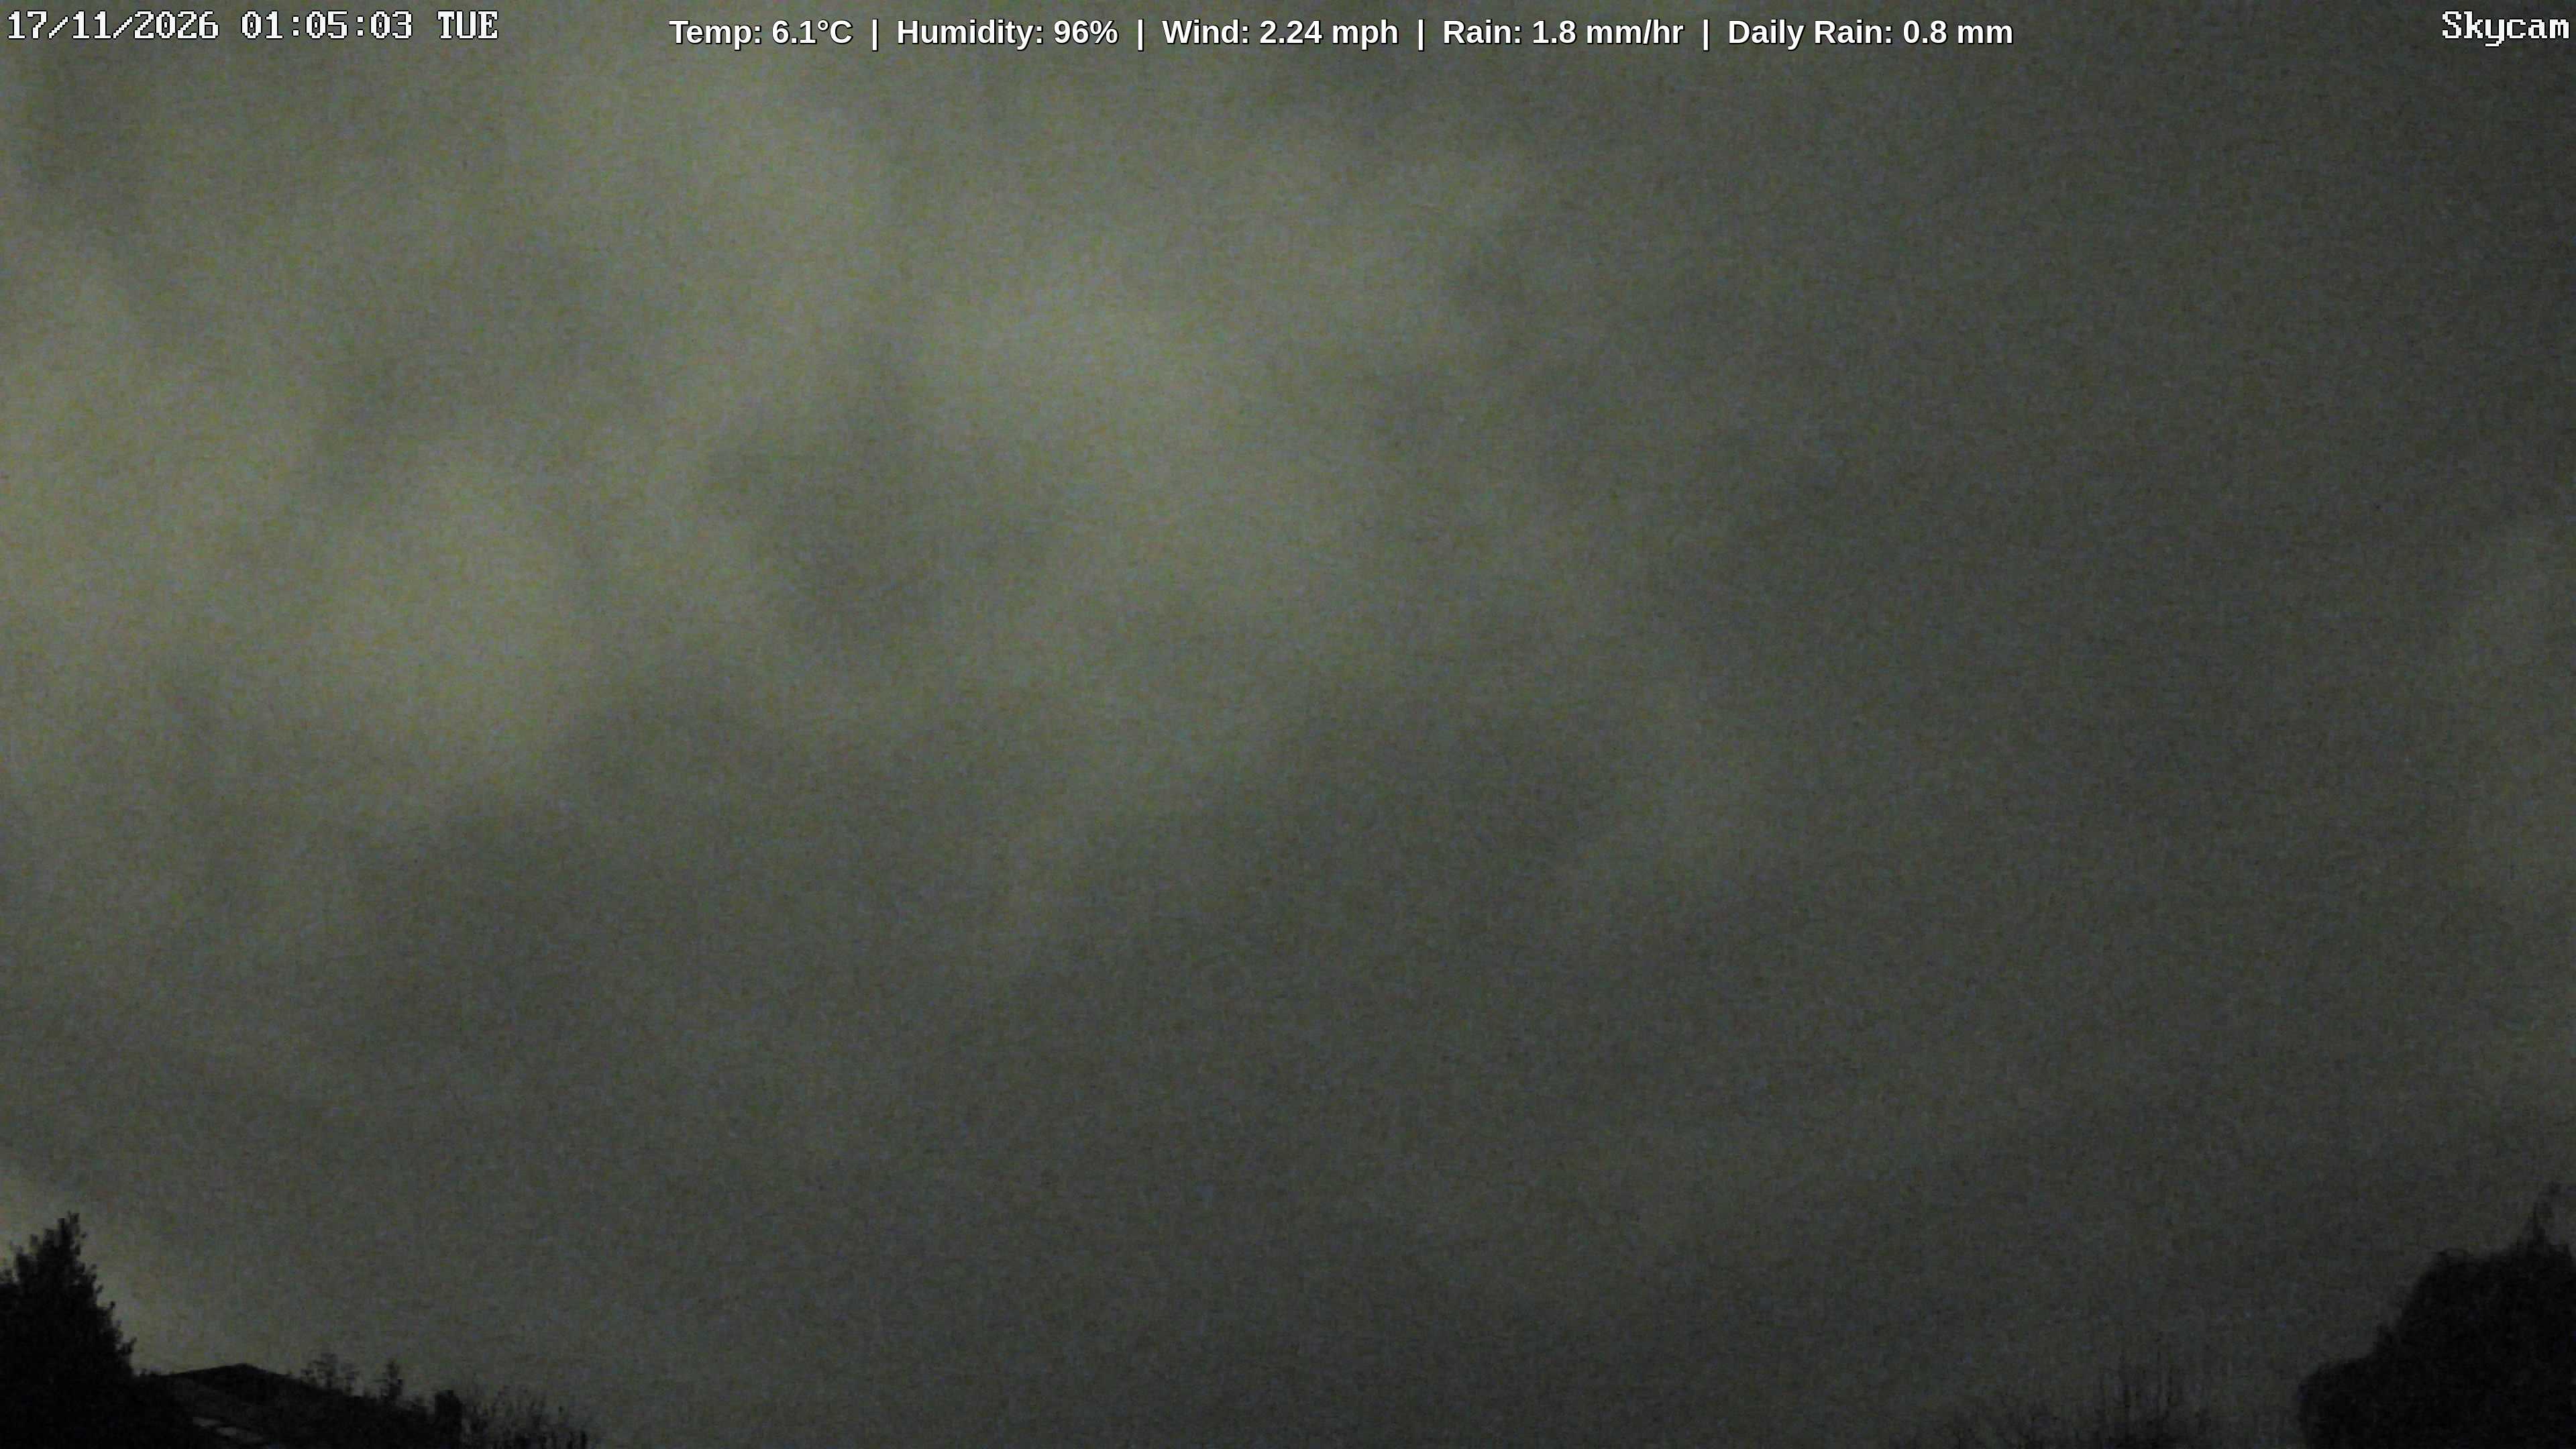 17/11/2026 01:05:03 TUE
Temp: 6.1°C | Humidity: 96% | Wind: 2.24 mph | Rain: 1.8 mm/hr | Daily Rain: 0.8 mm
Skycam